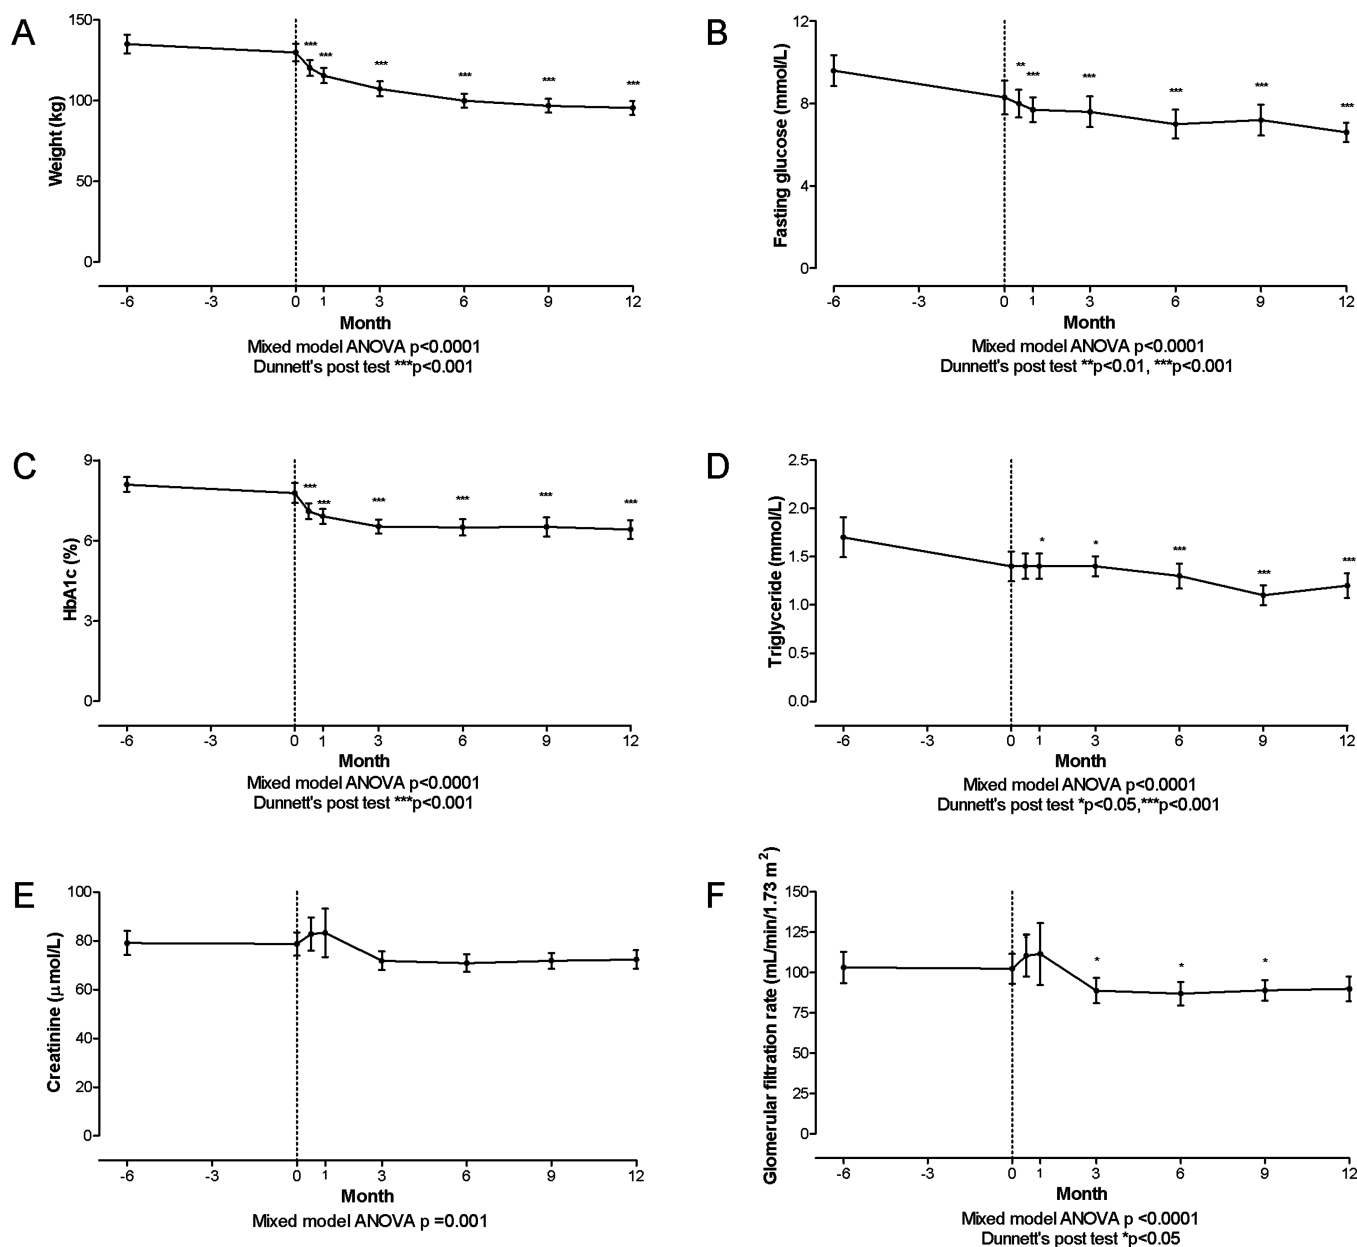 A
Weight (kg)
150
100
50
0
***
***
***
***
***
***
-6 -3 0 1 3 6 9 12
Month
Mixed model ANOVA p<0.0001
Dunnett's post test ***p<0.001
B
Fasting glucose (mmol/L)
12
8
4
0
**
***
***
***
***
***
-6 -3 0 1 3 6 9 12
Month
Mixed model ANOVA p<0.0001
Dunnett's post test **p<0.01, ***p<0.001
C
HbA1c (%)
9
6
3
0
***
***
***
***
***
***
-6 -3 0 1 3 6 9 12
Month
Mixed model ANOVA p<0.0001
Dunnett's post test ***p<0.001
D
Triglyceride (mmol/L)
2.5
2.0
1.5
1.0
0.5
0.0
*
*
***
***
***
-6 -3 0 1 3 6 9 12
Month
Mixed model ANOVA p<0.0001
Dunnett's post test *p<0.05,***p<0.001
E
Creatinine (μmol/L)
100
80
60
40
20
0
-6 -3 0 1 3 6 9 12
Month
Mixed model ANOVA p =0.001
F
Glomerular filtration rate (mL/min/1.73 m²)
150
125
100
75
50
25
0
*
*
*
-6 -3 0 1 3 6 9 12
Month
Mixed model ANOVA p <0.0001
Dunnett's post test *p<0.05